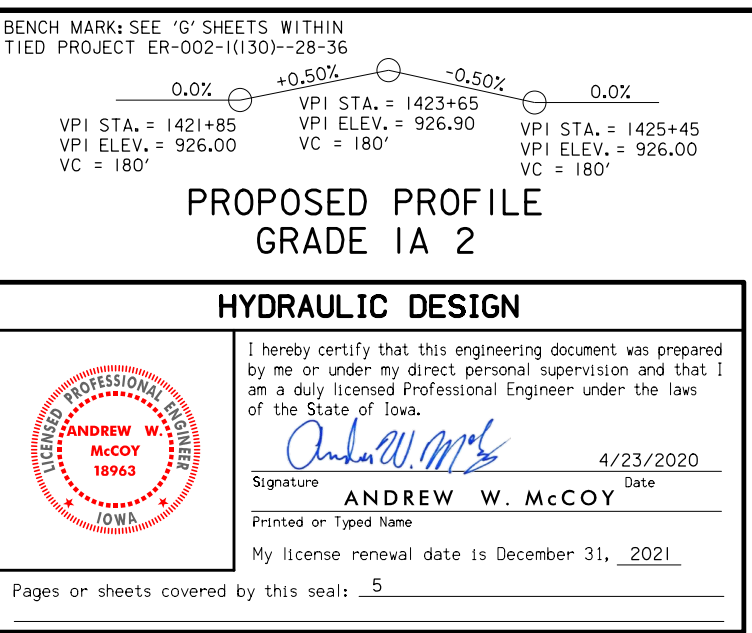 BENCH MARK: SEE 'G' SHEETS WITHIN
TIED PROJECT ER-002-1(130)--28-36
0.0%
+0.50%
-0.50%
0.0%
VPI STA. = 1421+85
VPI ELEV. = 926.00
VC = 180'
VPI STA. = 1423+65
VPI ELEV. = 926.90
VC = 180'
VPI STA. = 1425+45
VPI ELEV. = 926.00
VC = 180'
PROPOSED PROFILE
GRADE IA 2
HYDRAULIC DESIGN
LICENSED PROFESSIONAL ENGINEER
ANDREW W.
McCOY
18963
IOWA
I hereby certify that this engineering document was prepared
by me or under my direct personal supervision and that I
am a duly licensed Professional Engineer under the laws
of the State of Iowa.
Andrew W. McCoy
4/23/2020
Signature Date
ANDREW W. McCOY
Printed or Typed Name
My license renewal date is December 31, 2021
Pages or sheets covered by this seal: 5